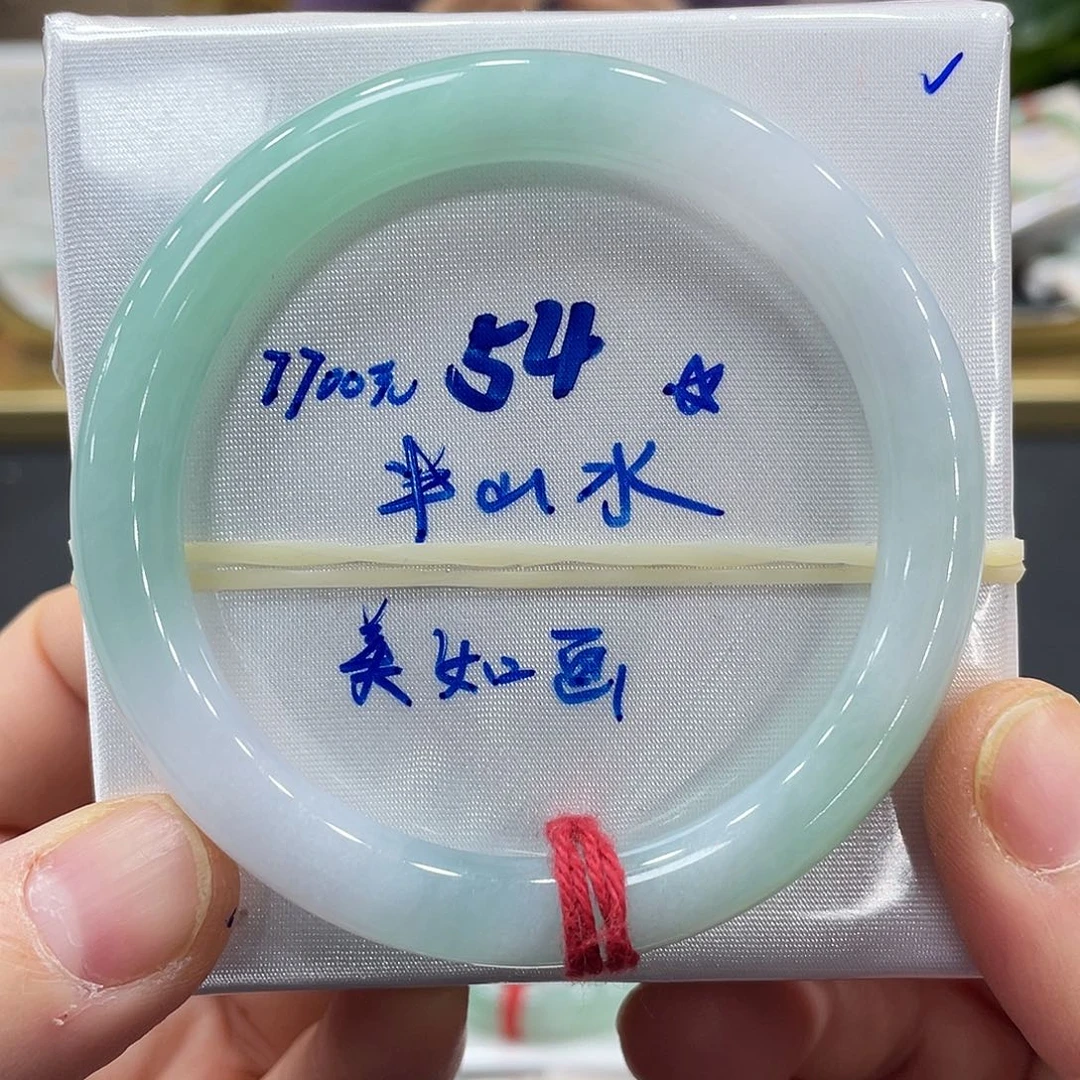 7700元 54 ☆
半山水
美如画